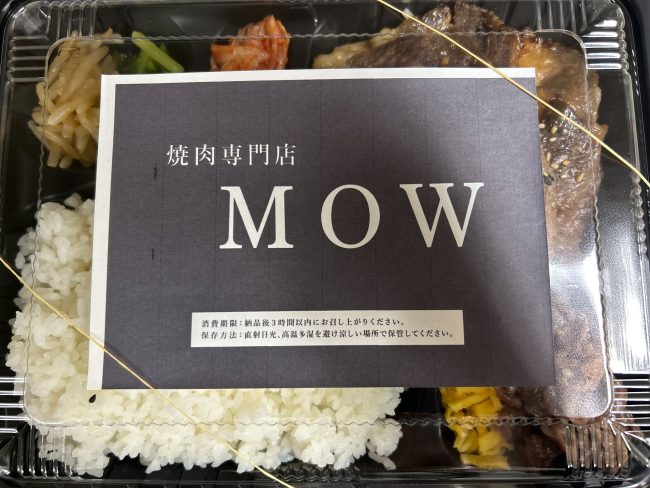 焼肉専門店
MOW
消費期限：納品後３時間以内にお召し上がりください。
保存方法：直射日光、高温多湿を避け涼しい場所で保管してください。